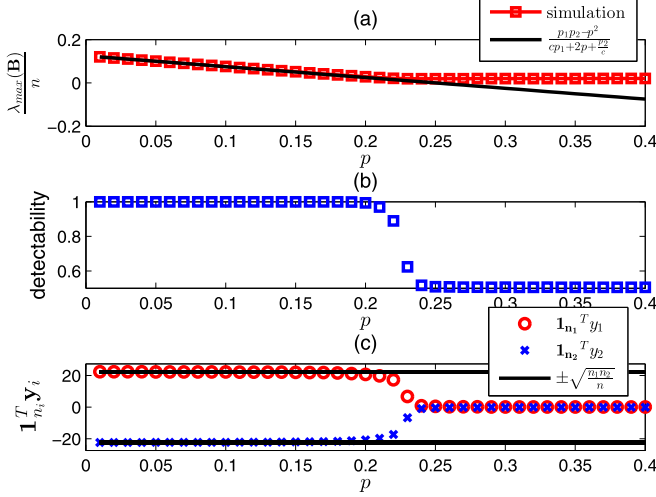 (a)
simulation
\frac{p_1p_2-p^2}{cp_1+2p+\frac{p_2}{c}}
\frac{\lambda_{max}(\mathbf{B})}{n}
0.2
0
−0.2
0 0.05 0.1 0.15 0.2 0.25 0.3 0.35 0.4
p
(b)
detectability
1
0.8
0.6
0 0.05 0.1 0.15 0.2 0.25 0.3 0.35 0.4
p
\mathbf{1}_{\mathbf{n_1}}{}^T y_1
\mathbf{1}_{\mathbf{n_2}}{}^T y_2
\pm\sqrt{\frac{n_1n_2}{n}}
(c)
\mathbf{1}_{n_i}^T \mathbf{y}_i
20
0
−20
0 0.05 0.1 0.15 0.2 0.25 0.3 0.35 0.4
p